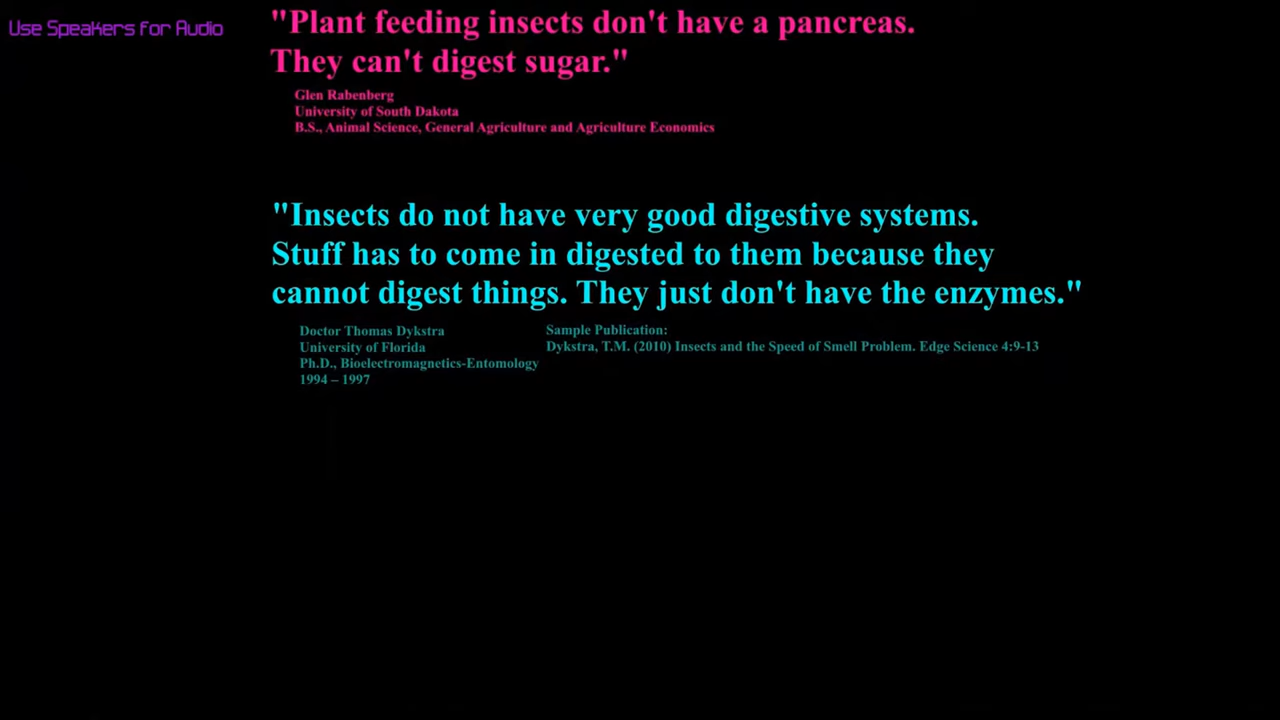 Use Speakers for Audio
"Plant feeding insects don't have a pancreas.
They can't digest sugar."
Glen Rabenberg
University of South Dakota
B.S., Animal Science, General Agriculture and Agriculture Economics
"Insects do not have very good digestive systems.
Stuff has to come in digested to them because they
cannot digest things. They just don't have the enzymes."
Doctor Thomas Dykstra
University of Florida
Ph.D., Bioelectromagnetics-Entomology
1994 – 1997
Sample Publication:
Dykstra, T.M. (2010) Insects and the Speed of Smell Problem. Edge Science 4:9-13